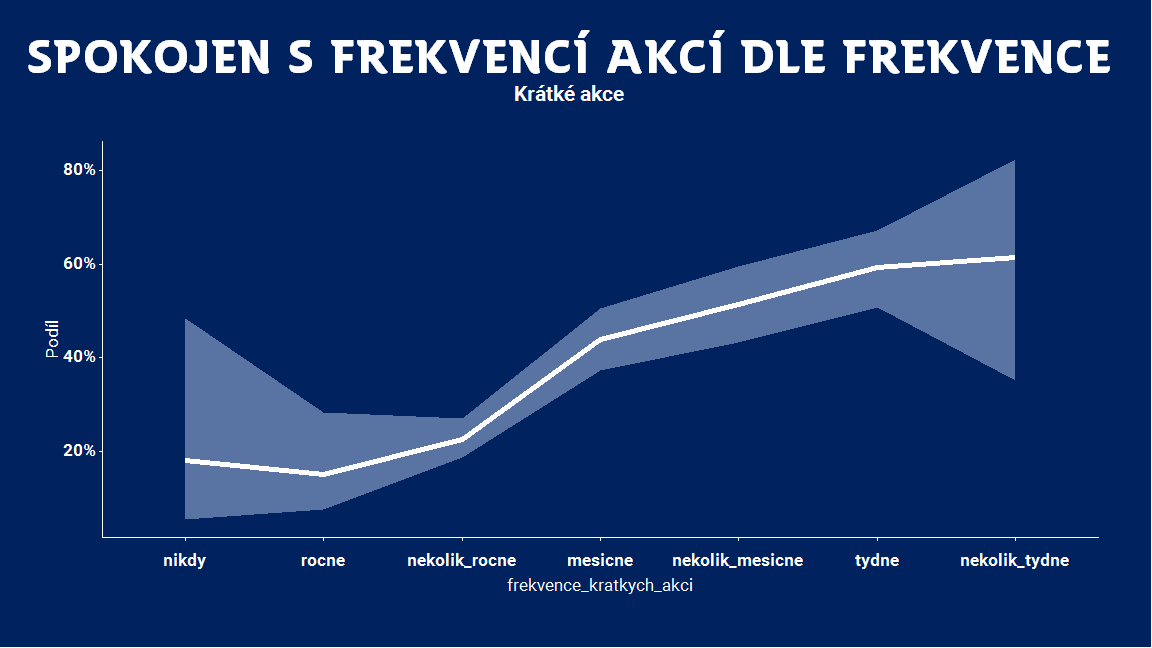 SPOKOJEN S FREKVENCÍ AKCÍ DLE FREKVENCE
Krátké akce
80%
60%
40%
20%
Podíl
nikdy rocne nekolik_rocne mesicne nekolik_mesicne tydne nekolik_tydne
frekvence_kratkych_akci